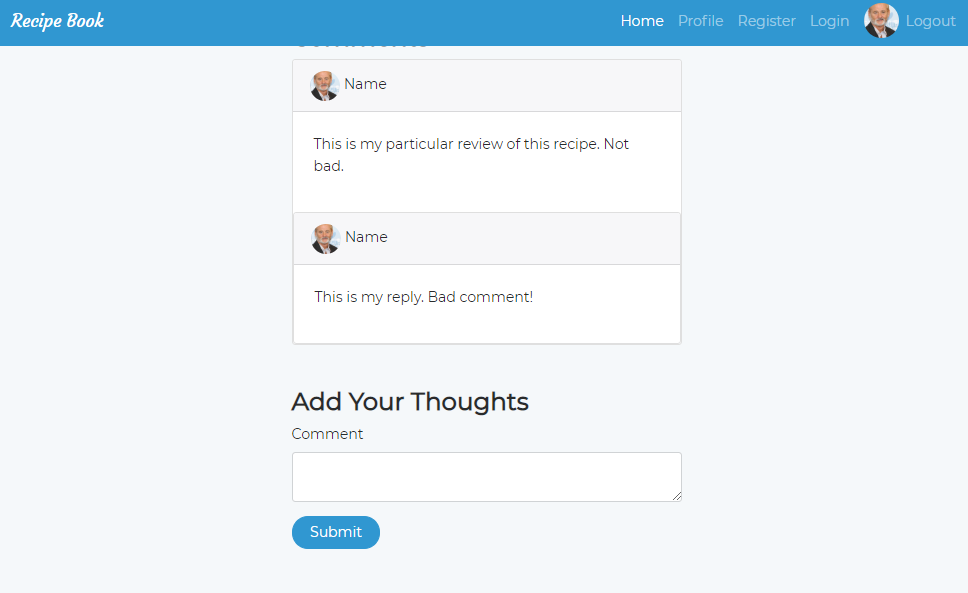 Recipe Book Home Profile Register Login Logout
Name
This is my particular review of this recipe. Not
bad.
Name
This is my reply. Bad comment!
Add Your Thoughts
Comment
Submit